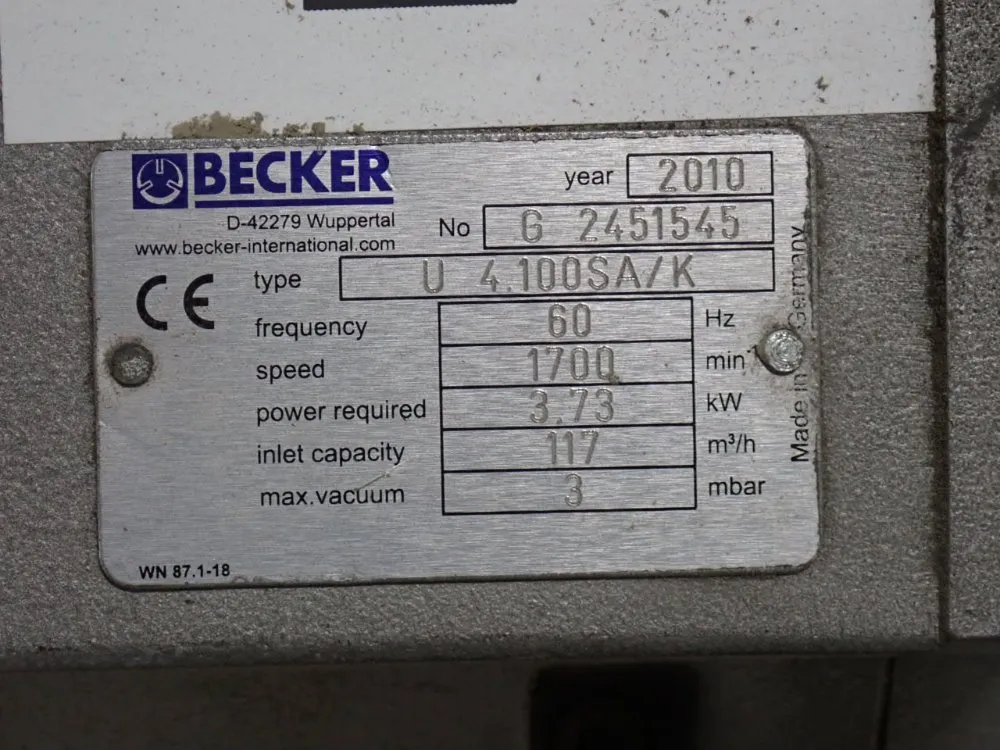 BECKER
year 2010
D-42279 Wuppertal
No G 2451545
www.becker-international.com
CE
type U 4.100SA/K
frequency 60 Hz
speed 1700 min
power required 3.73 kW
inlet capacity 117 m³/h
max.vacuum 3 mbar
Made in Germany
WN 87.1-18